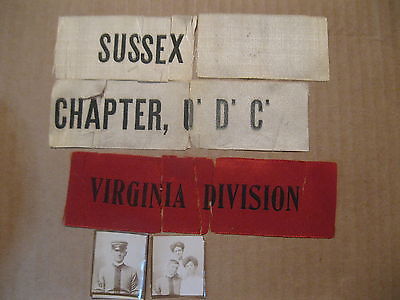 SUSSEX
CHAPTER, U' D' C'
VIRGINIA DIVISION